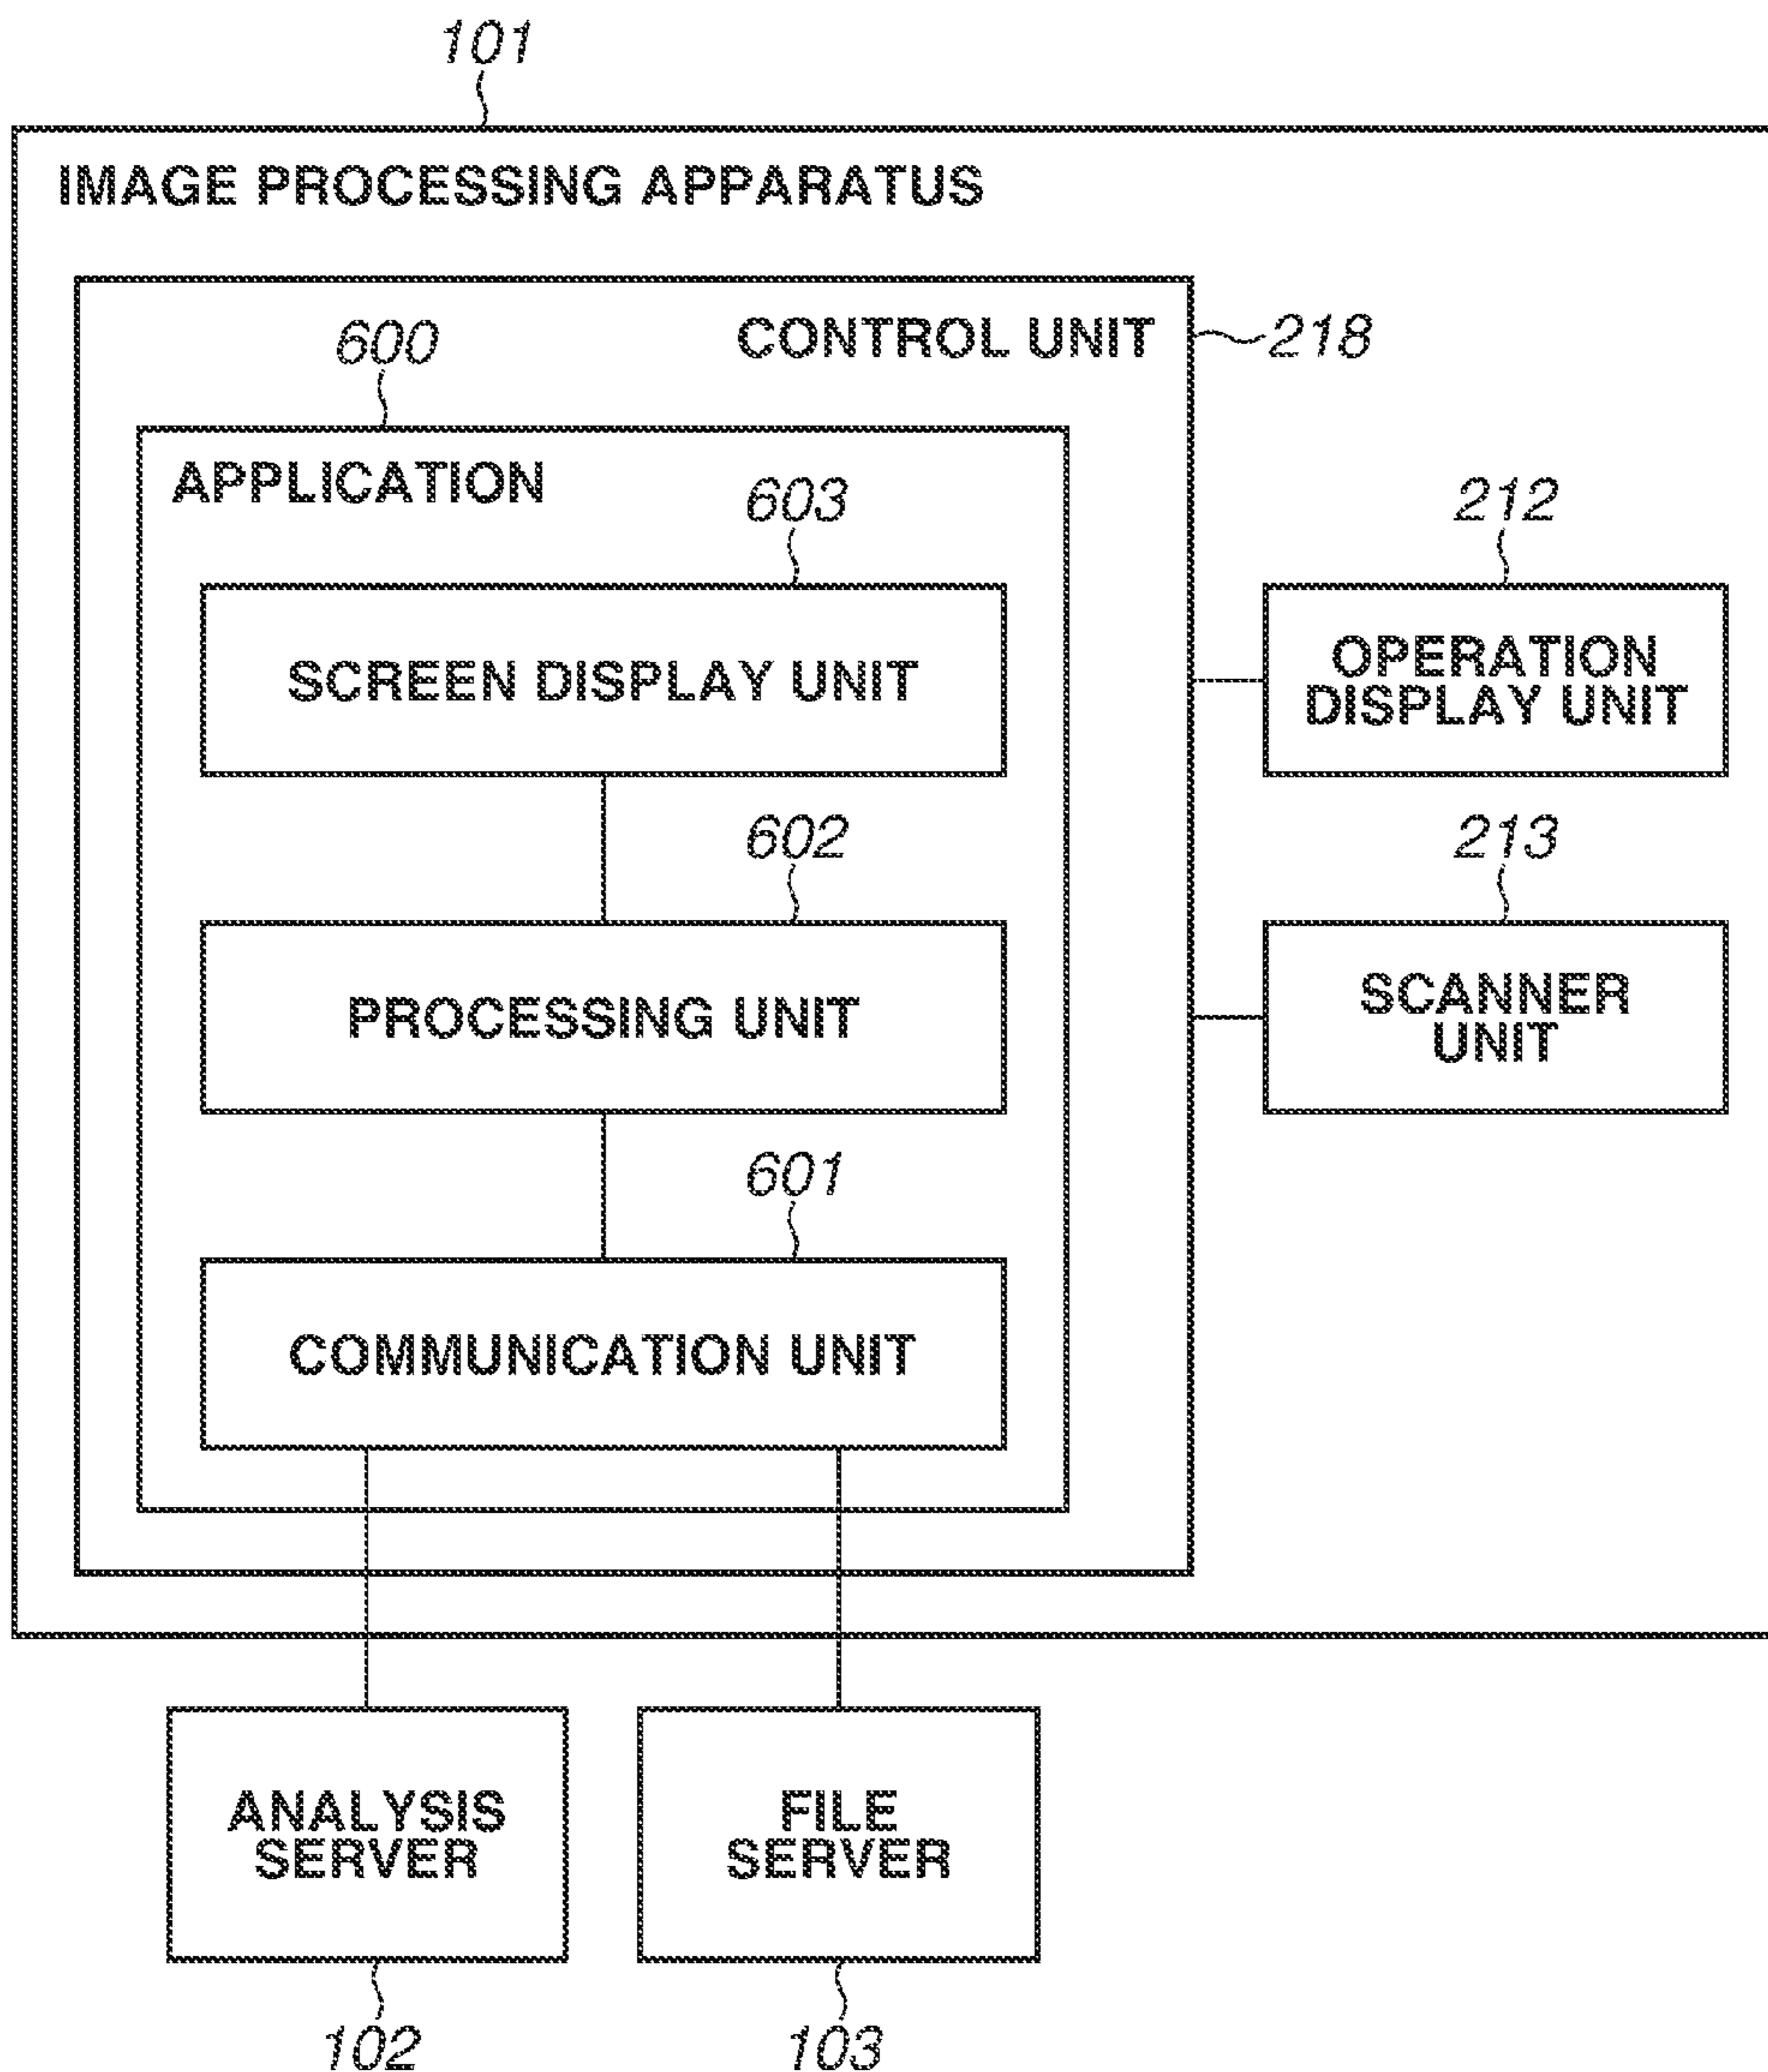 101
IMAGE PROCESSING APPARATUS
600
CONTROL UNIT
218
APPLICATION
603
212
SCREEN DISPLAY UNIT
OPERATION
DISPLAY UNIT
602
213
PROCESSING UNIT
SCANNER
UNIT
601
COMMUNICATION UNIT
ANALYSIS
SERVER
FILE
SERVER
102
103